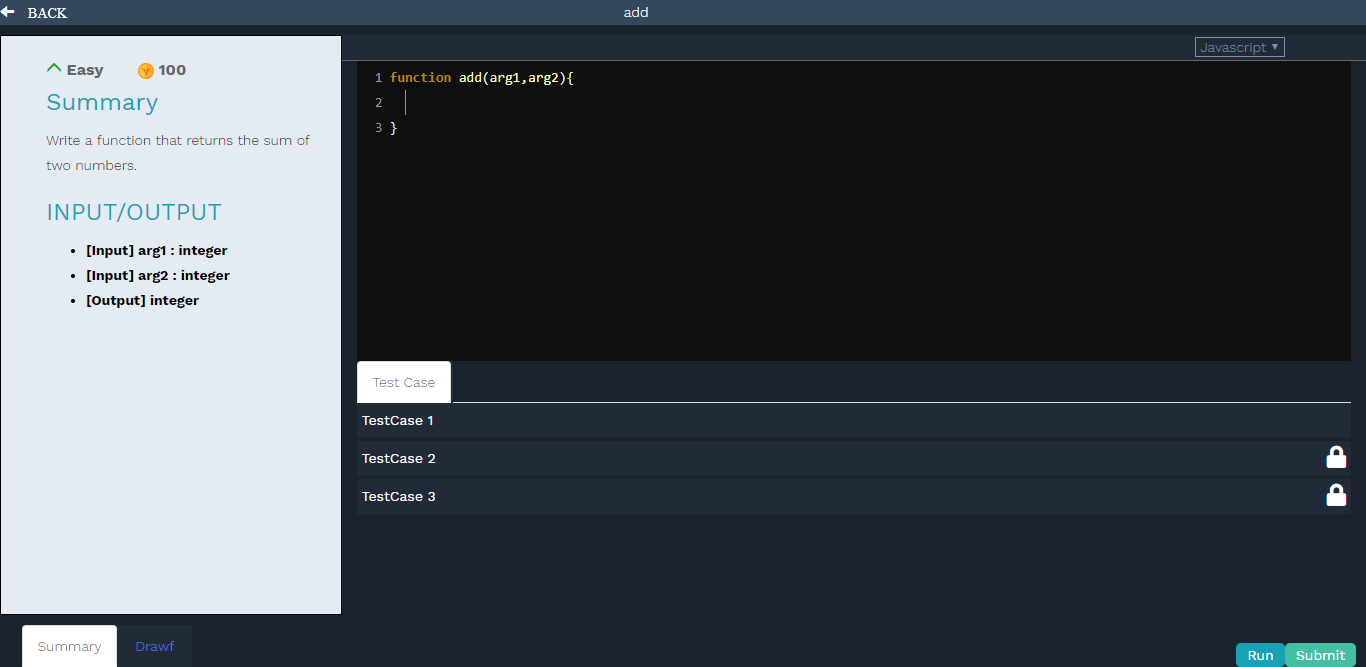 BACK
add
Easy 100
Summary
Write a function that returns the sum of
two numbers.
INPUT/OUTPUT
[Input] arg1 : integer
[Input] arg2 : integer
[Output] integer
Javascript
1 function add(arg1,arg2){
2
3 }
Test Case
TestCase 1
TestCase 2
TestCase 3
Summary Drawf
Run Submit